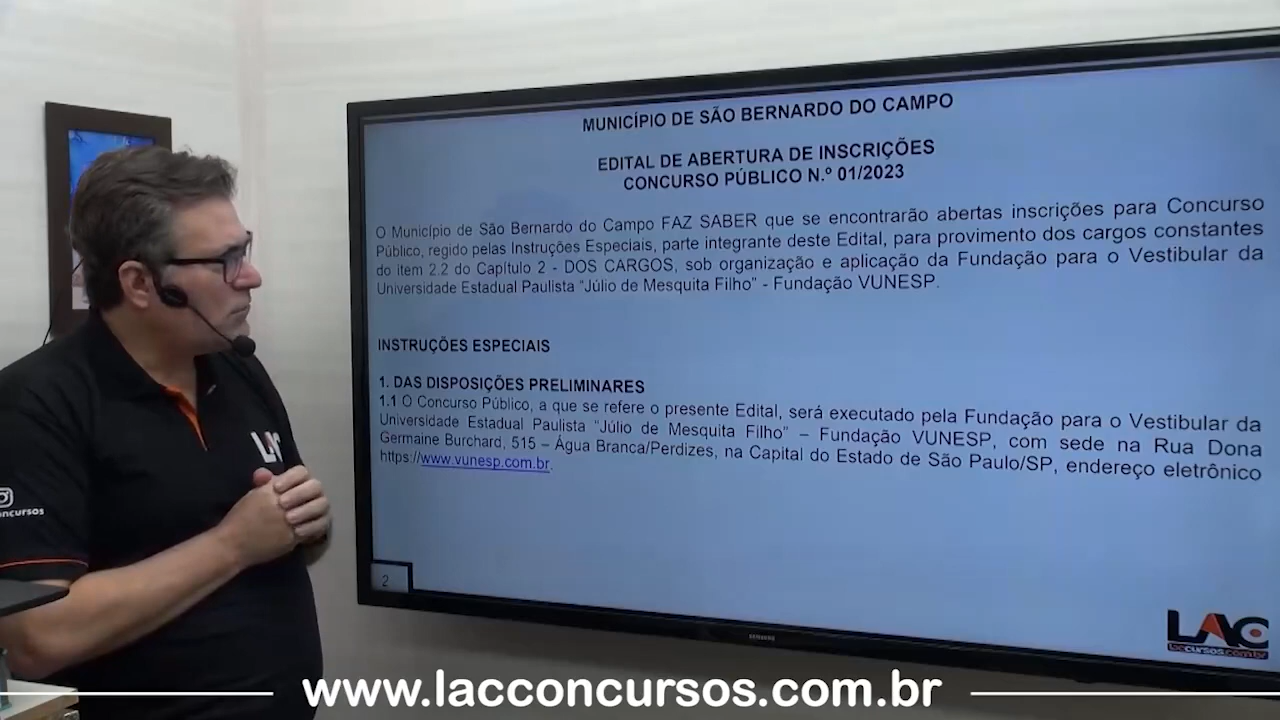 MUNICÍPIO DE SÃO BERNARDO DO CAMPO
EDITAL DE ABERTURA DE INSCRIÇÕES
CONCURSO PÚBLICO N.º 01/2023
O Município de São Bernardo do Campo FAZ SABER que se encontrarão abertas inscrições para Concurso
Público, regido pelas Instruções Especiais, parte integrante deste Edital, para provimento dos cargos constantes
do item 2.2 do Capítulo 2 - DOS CARGOS, sob organização e aplicação da Fundação para o Vestibular da
Universidade Estadual Paulista "Júlio de Mesquita Filho" - Fundação VUNESP.
INSTRUÇÕES ESPECIAIS
1. DAS DISPOSIÇÕES PRELIMINARES
1.1 O Concurso Público, a que se refere o presente Edital, será executado pela Fundação para o Vestibular da
Universidade Estadual Paulista "Júlio de Mesquita Filho" – Fundação VUNESP, com sede na Rua Dona
Germaine Burchard, 515 – Água Branca/Perdizes, na Capital do Estado de São Paulo/SP, endereço eletrônico
https://www.vunesp.com.br.
2
LAC
laccursos.com.br
SAMSUNG
LAC
ncursos
www.lacconcursos.com.br